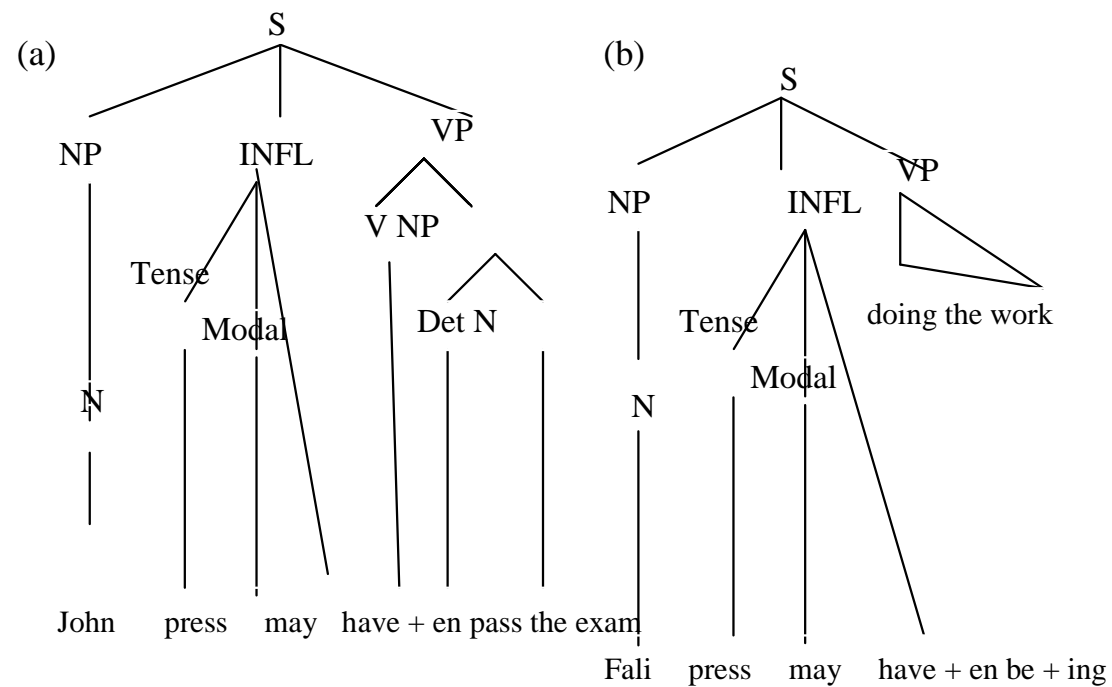 (a)
S
NP INFL VP
V NP
Tense
Modal
Det N
N
John press may have + en pass the exam
(b)
S
NP INFL VP
Tense
doing the work
Modal
N
Fali press may have + en be + ing